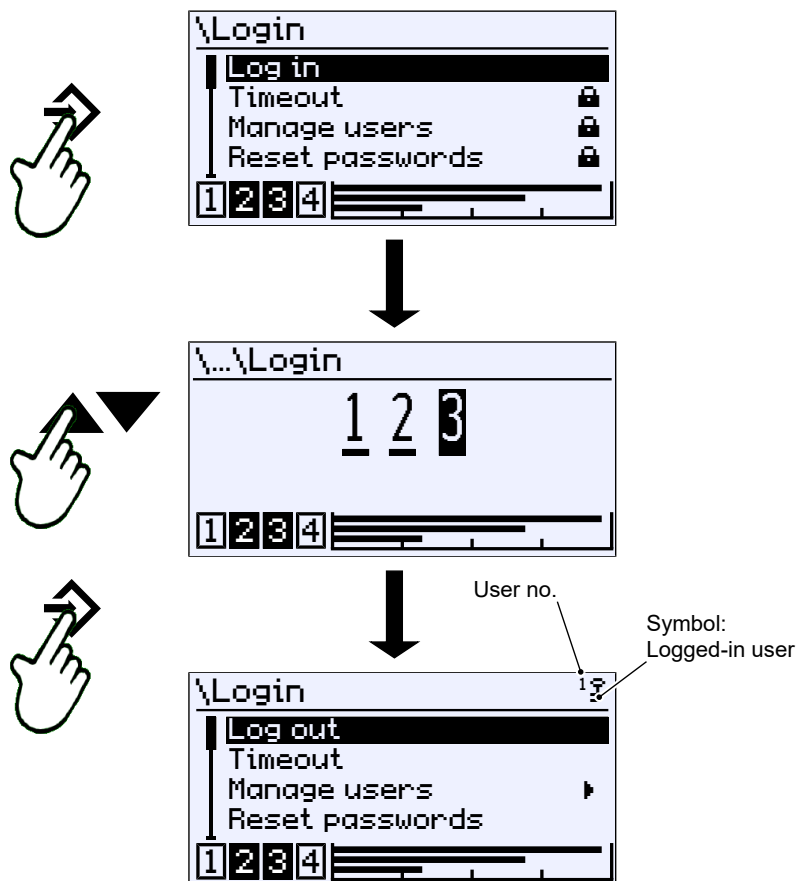 \Login
Log in
Timeout
Manage users
Reset passwords
1 2 3 4
\...\Login
1 2 3
1 2 3 4
User no.
Symbol:
Logged-in user
\Login 1
Log out
Timeout
Manage users
Reset passwords
1 2 3 4